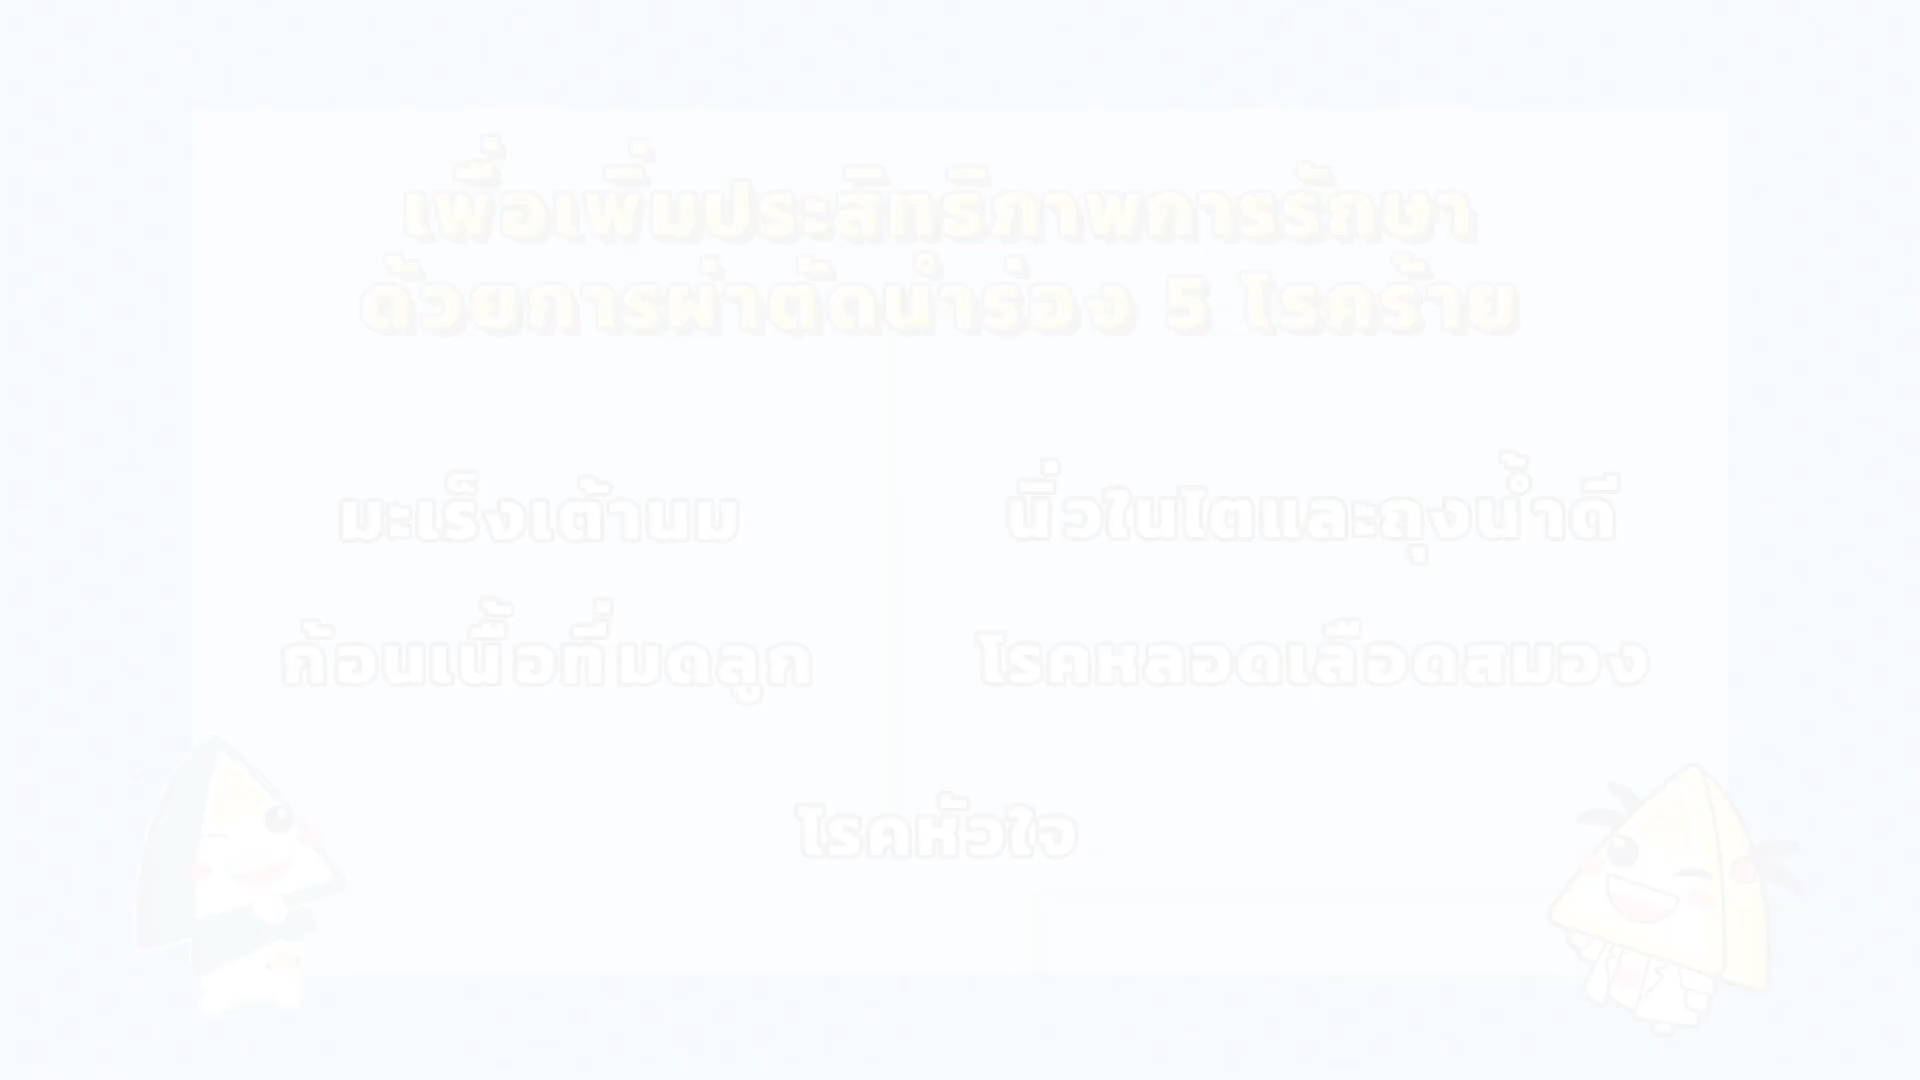 เพื่อเพิ่มประสิทธิภาพการรักษา
ด้วยการผ่าตัดนำร่อง 5 โรคร้าย
มะเร็งเต้านม
นิ่วในไตและถุงน้ำดี
ก้อนเนื้อที่มดลูก
โรคหลอดเลือดสมอง
โรคหัวใจ